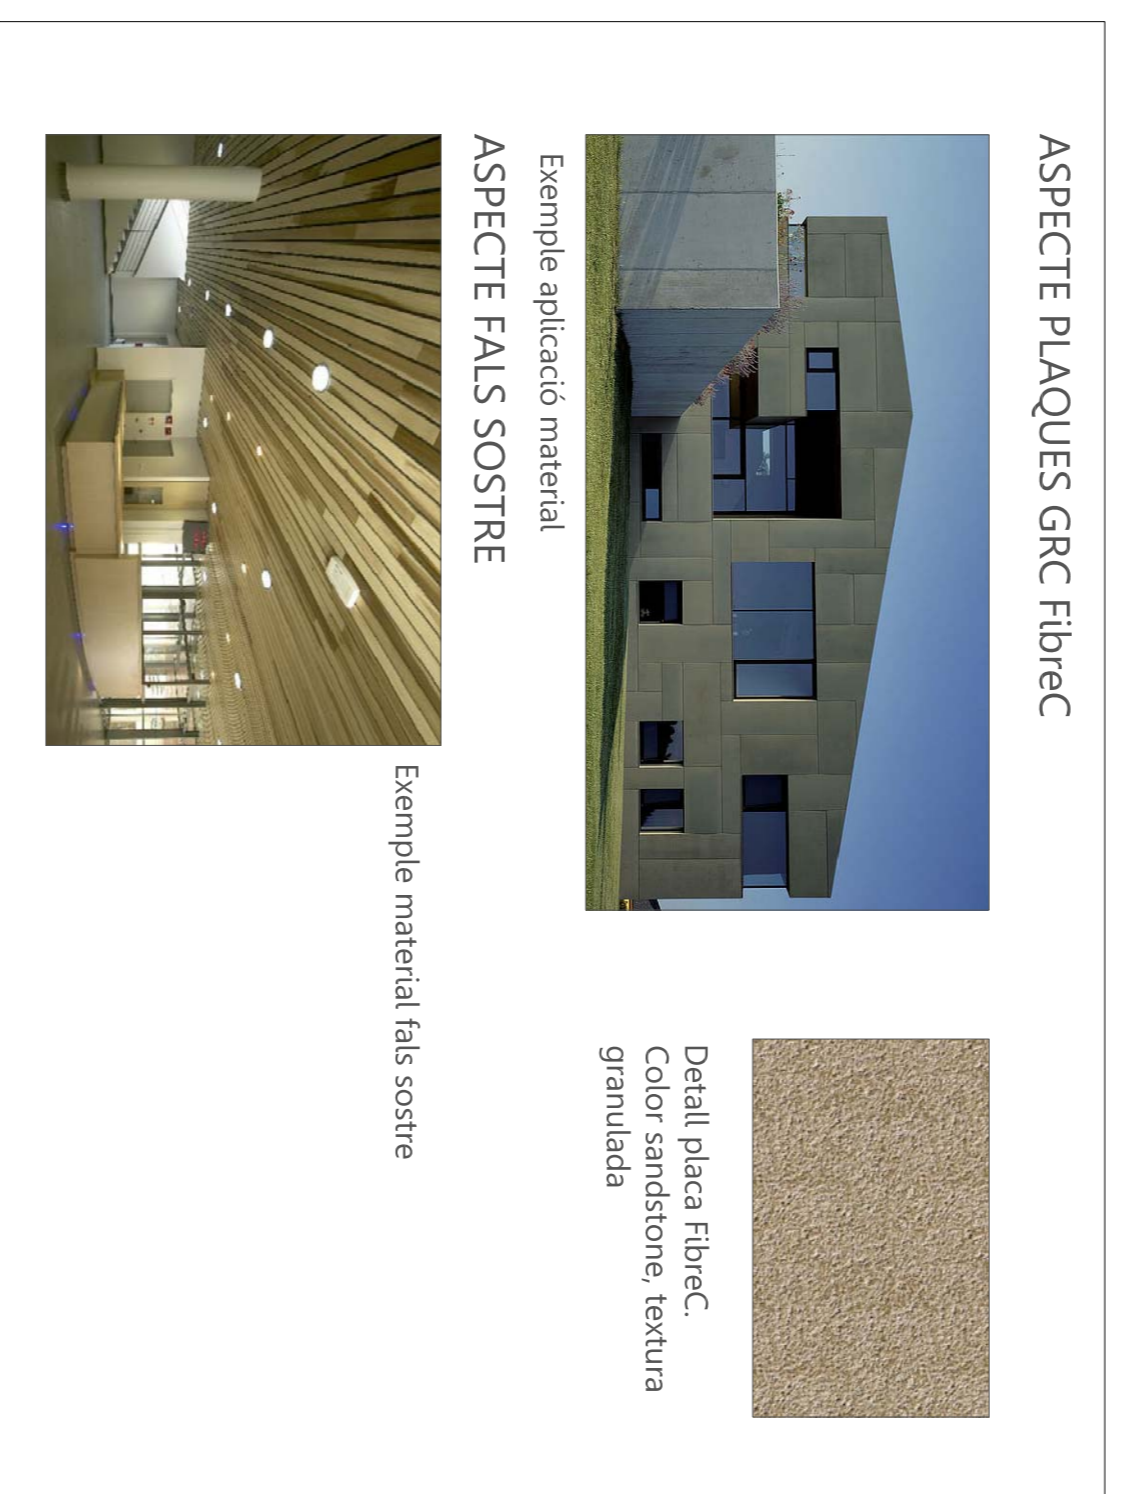 ASPECTE PLAQUES GRC FibreC
Exemple aplicació material
Detall placa FibreC.
Color sandstone, textura
granulada
ASPECTE FALS SOSTRE
Exemple material fals sostre